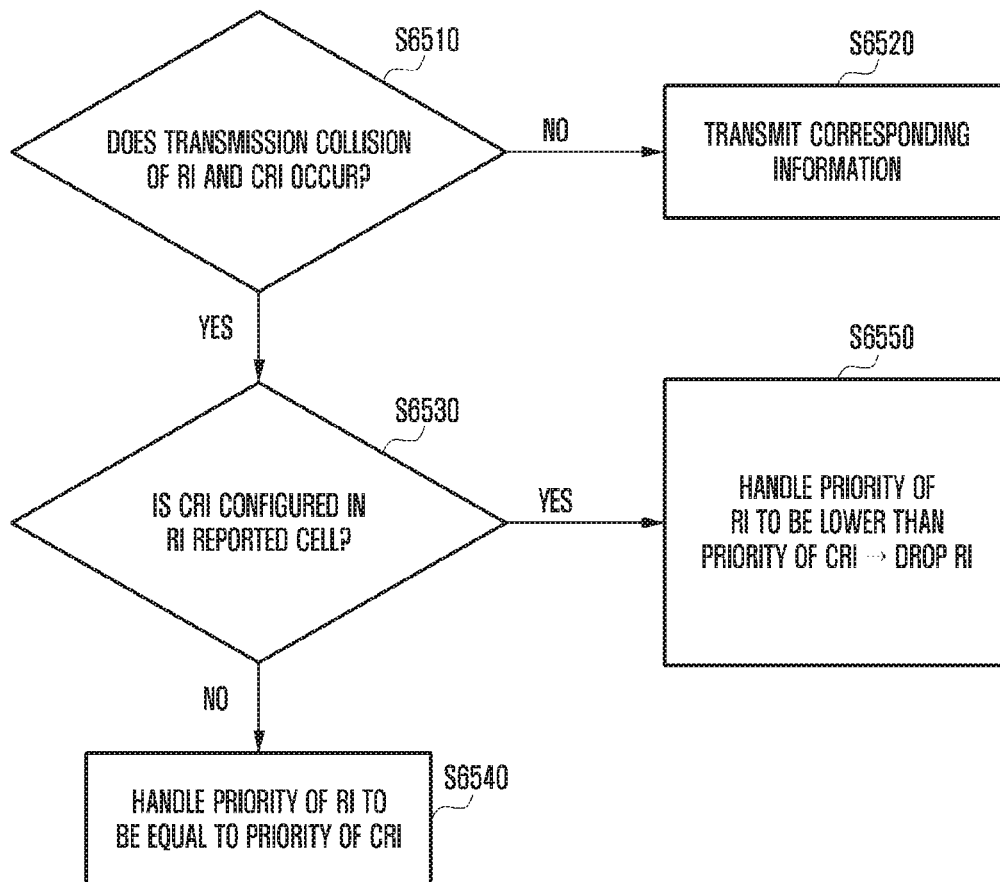 S6510
DOES TRANSMISSION COLLISION
OF RI AND CRI OCCUR?
NO
S6520
TRANSMIT CORRESPONDING
INFORMATION
YES
S6530
IS CRI CONFIGURED IN
RI REPORTED CELL?
YES
S6550
HANDLE PRIORITY OF
RI TO BE LOWER THAN
PRIORITY OF CRI → DROP RI
NO
S6540
HANDLE PRIORITY OF RI TO
BE EQUAL TO PRIORITY OF CRI